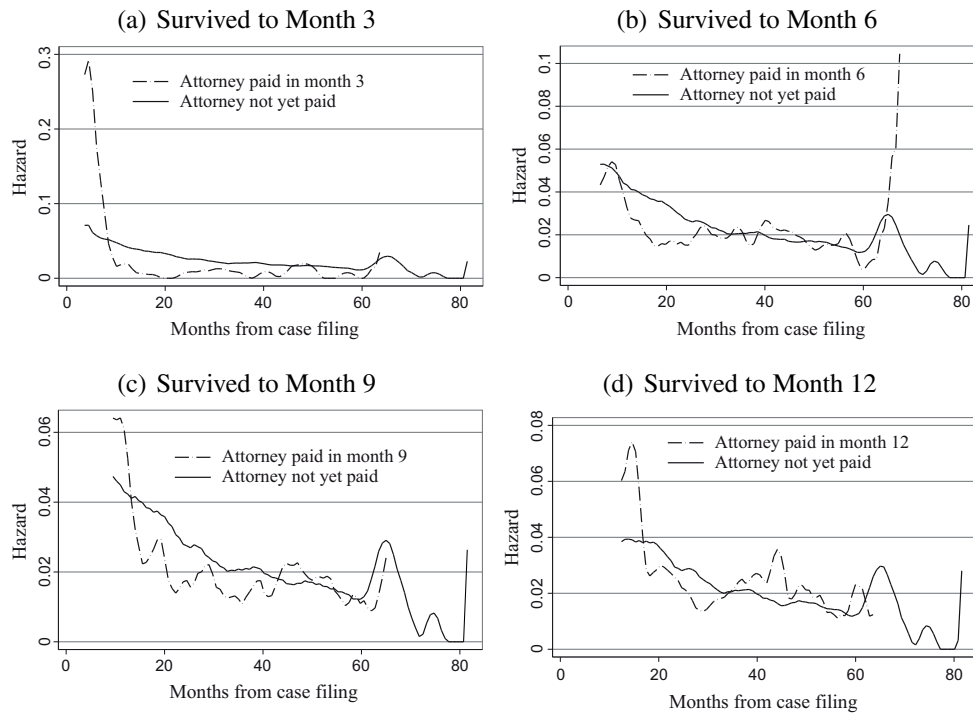 (a) Survived to Month 3
0.3
0.2
0.1
0
Hazard
Attorney paid in month 3
Attorney not yet paid
0 20 40 60 80
Months from case filing
(b) Survived to Month 6
0.1
0.08
0.06
0.04
0.02
0
Hazard
Attorney paid in month 6
Attorney not yet paid
0 20 40 60 80
Months from case filing
(c) Survived to Month 9
0.06
0.04
0.02
0
Hazard
Attorney paid in month 9
Attorney not yet paid
0 20 40 60 80
Months from case filing
(d) Survived to Month 12
0.08
0.06
0.04
0.02
0
Hazard
Attorney paid in month 12
Attorney not yet paid
0 20 40 60 80
Months from case filing